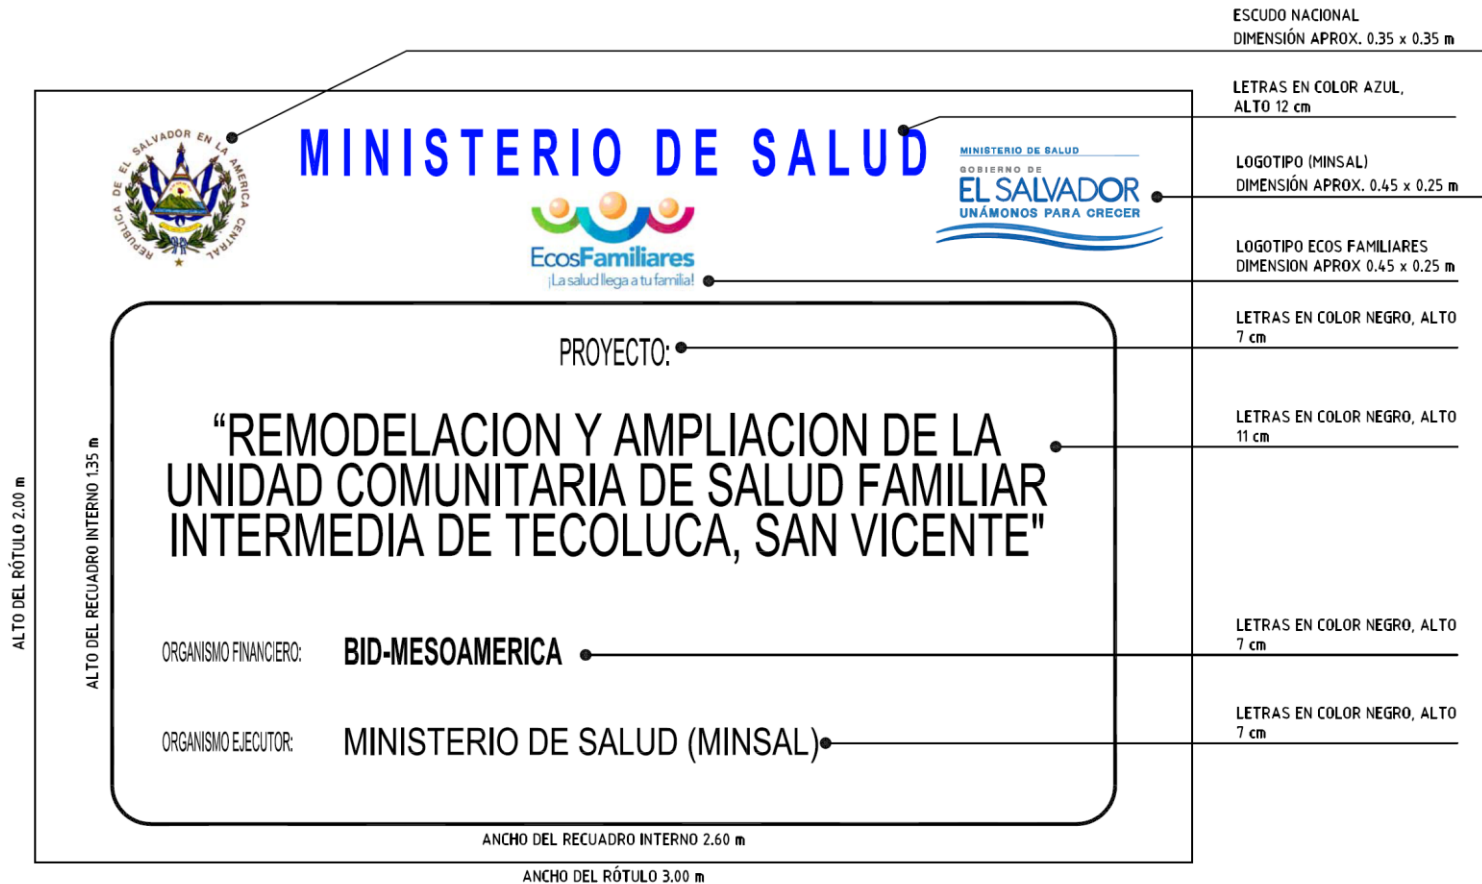 ESCUDO NACIONAL
DIMENSIÓN APROX. 0.35 x 0.35 m
LETRAS EN COLOR AZUL,
ALTO 12 cm
REPUBLICA DE EL SALVADOR EN LA AMERICA CENTRAL
MINISTERIO DE SALUD
MINISTERIO DE SALUD
GOBIERNO DE
EL SALVADOR
UNÁMONOS PARA CRECER
LOGOTIPO (MINSAL)
DIMENSIÓN APROX. 0.45 x 0.25 m
EcosFamiliares
¡La salud llega a tu familia!
LOGOTIPO ECOS FAMILIARES
DIMENSION APROX 0.45 x 0.25 m
PROYECTO:
LETRAS EN COLOR NEGRO, ALTO
7 cm
“REMODELACION Y AMPLIACION DE LA
UNIDAD COMUNITARIA DE SALUD FAMILIAR
INTERMEDIA DE TECOLUCA, SAN VICENTE"
LETRAS EN COLOR NEGRO, ALTO
11 cm
ALTO DEL RÓTULO 2.00 m
ALTO DEL RECUADRO INTERNO 1.35 m
ORGANISMO FINANCIERO: BID-MESOAMERICA
LETRAS EN COLOR NEGRO, ALTO
7 cm
ORGANISMO EJECUTOR: MINISTERIO DE SALUD (MINSAL)
LETRAS EN COLOR NEGRO, ALTO
7 cm
ANCHO DEL RECUADRO INTERNO 2.60 m
ANCHO DEL RÓTULO 3.00 m